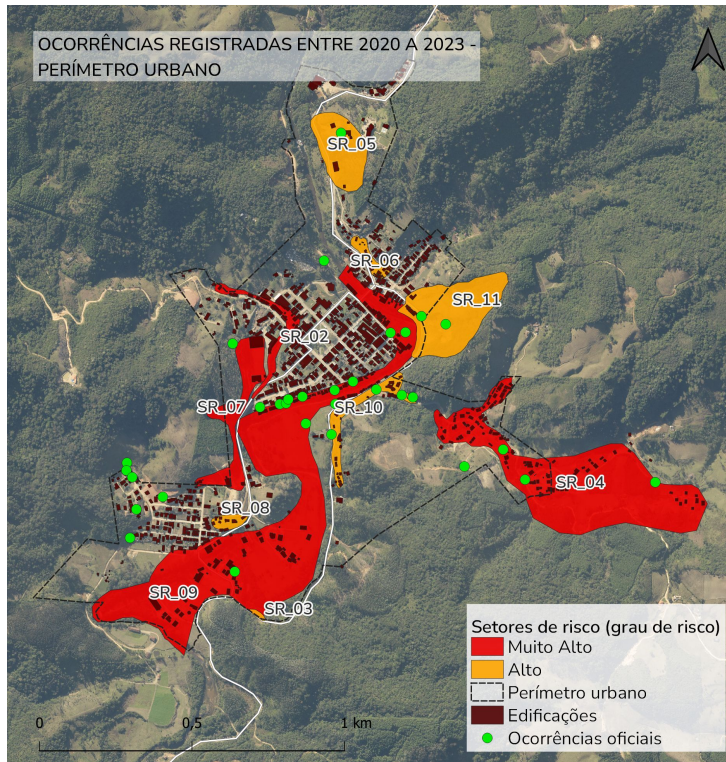 OCORRÊNCIAS REGISTRADAS ENTRE 2020 A 2023 -
PERÍMETRO URBANO
SR_05
SR_06
SR_11
SR_02
SR_07
SR_10
SR_04
SR_08
SR_09
SR_03
Setores de risco (grau de risco)
Muito Alto
Alto
Perímetro urbano
Edificações
Ocorrências oficiais
0 0,5 1 km